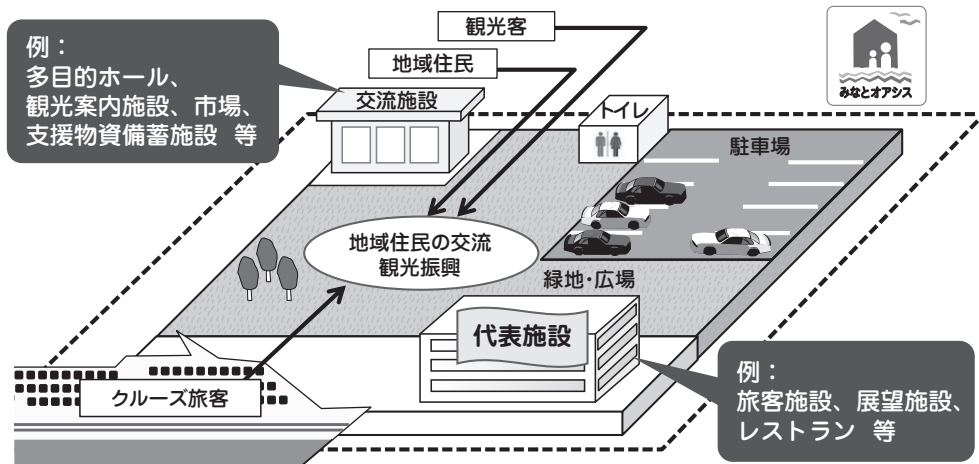 観光客
地域住民
例：
多目的ホール、
観光案内施設、市場、
支援物資備蓄施設 等
交流施設
トイレ
駐車場
みなとオアシス
地域住民の交流
観光振興
緑地・広場
代表施設
クルーズ旅客
例：
旅客施設、展望施設、
レストラン 等